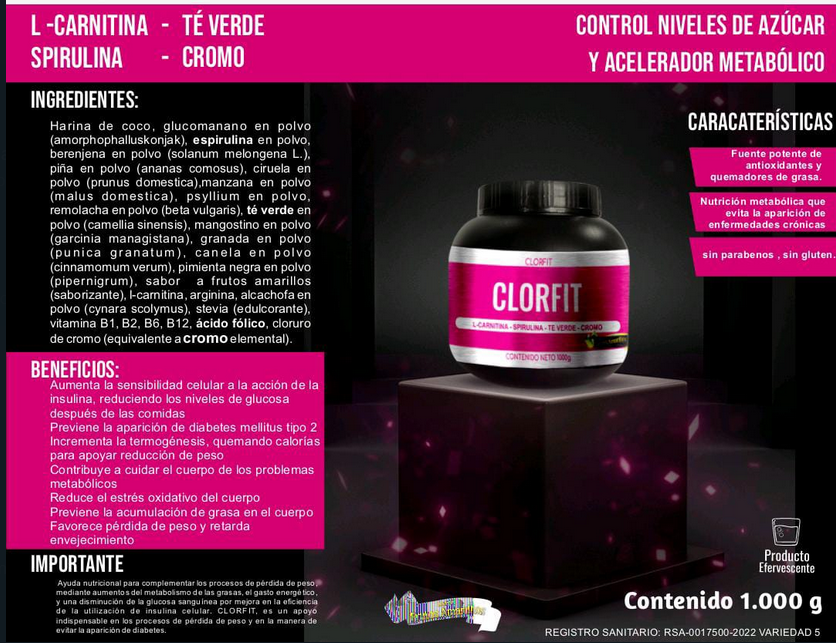 L -CARNITINA - TÉ VERDE
SPIRULINA - CROMO
CONTROL NIVELES DE AZÚCAR
Y ACELERADOR METABÓLICO
INGREDIENTES:
Harina de coco, glucomanano en polvo
(amorphophalluskonjak), espirulina en polvo,
berenjena en polvo (solanum melongena L.),
piña en polvo (ananas comosus), ciruela en
polvo (prunus domestica),manzana en polvo
(malus domestica), psyllium en polvo,
remolacha en polvo (beta vulgaris), té verde en
polvo (camellia sinensis), mangostino en polvo
(garcinia managistana), granada en polvo
(punica granatum), canela en polvo
(cinnamomum verum), pimienta negra en polvo
(pipernigrum), sabor a frutos amarillos
(saborizante), l-carnitina, arginina, alcachofa en
polvo (cynara scolymus), stevia (edulcorante),
vitamina B1, B2, B6, B12, ácido fólico, cloruro
de cromo (equivalente a cromo elemental).
BENEFICIOS:
Aumenta la sensibilidad celular a la acción de la
insulina, reduciendo los niveles de glucosa
después de las comidas
Previene la aparición de diabetes mellitus tipo 2
Incrementa la termogénesis, quemando calorías
para apoyar reducción de peso
Contribuye a cuidar el cuerpo de los problemas
metabólicos
Reduce el estrés oxidativo del cuerpo
Previene la acumulación de grasa en el cuerpo
Favorece pérdida de peso y retarda
envejecimiento
IMPORTANTE
Ayuda nutricional para complementar los procesos de pérdida de peso,
mediante aumentos del metabolismo de las grasas, el gasto energético,
y una disminución de la glucosa sanguínea por mejora en la eficiencia
de la utilización de insulina celular. CLORFIT, es un apoyo
indispensable en los procesos de pérdida de peso y en la manera de
evitar la aparición de diabetes.
CARACATERÍSTICAS
Fuente potente de
antioxidantes y
quemadores de grasa.
Nutrición metabólica que
evita la aparición de
enfermedades crónicas
sin parabenos , sin gluten.
CLORFIT
CLORFIT
L-CARNITINA - SPIRULINA - TE VERDE - CROMO
CONTENIDO NETO 1000g
Producto
Efervescente
Contenido 1.000 g
REGISTRO SANITARIO: RSA-0017500-2022 VARIEDAD 5